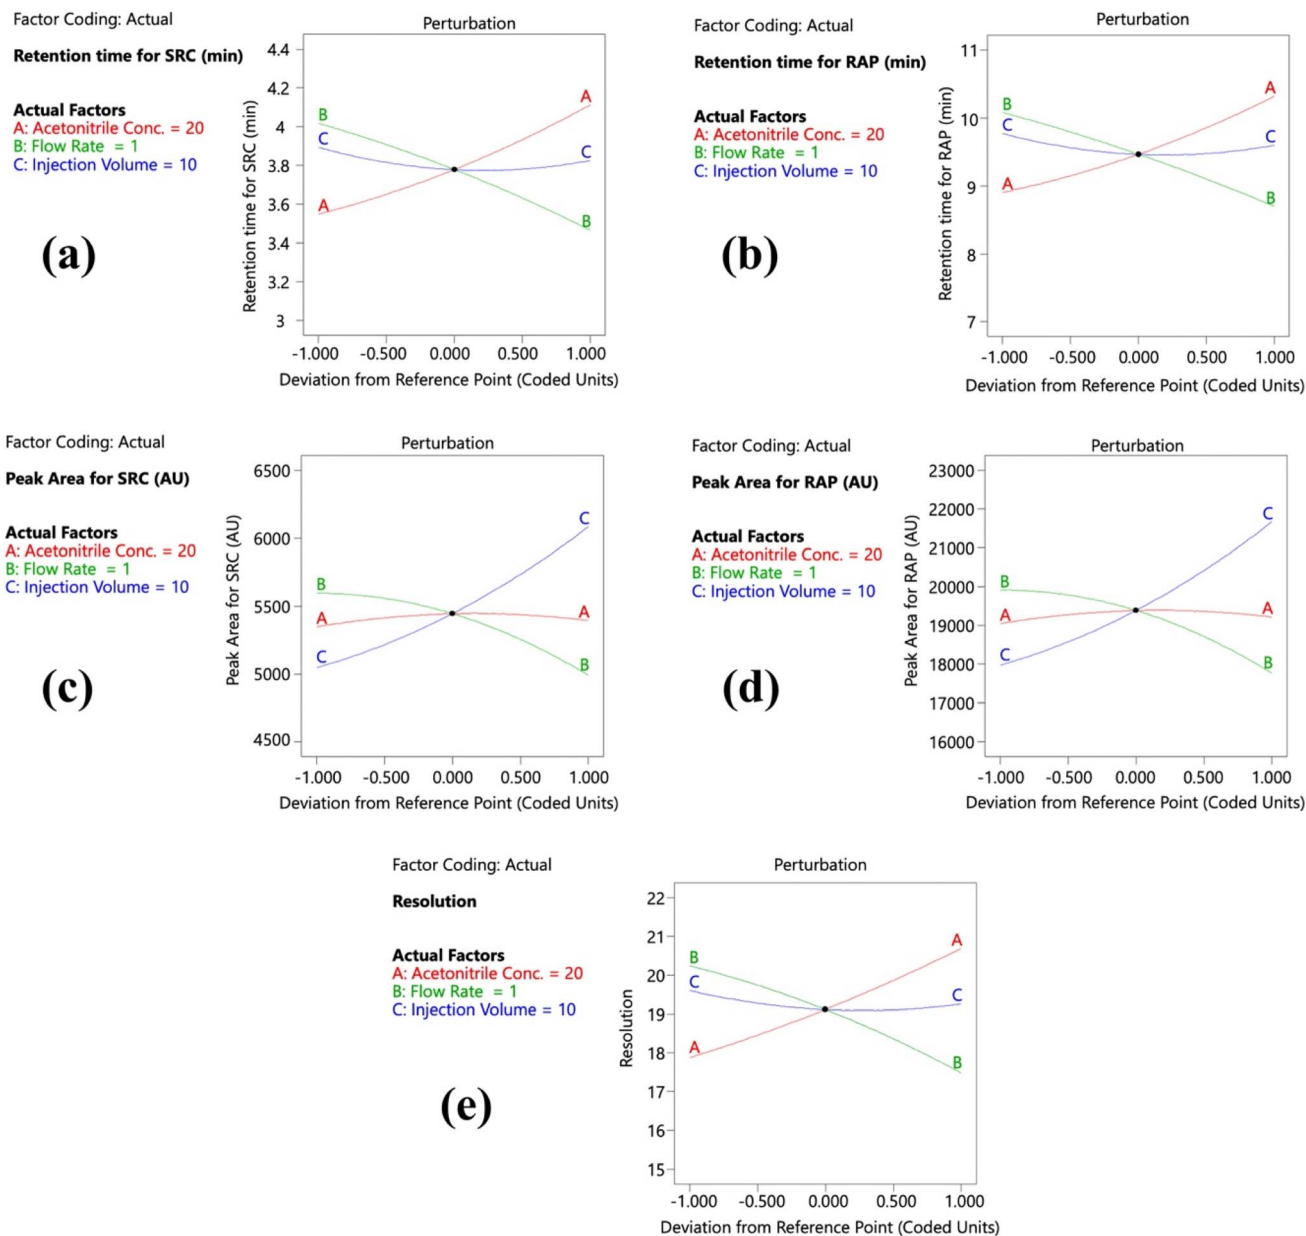 Factor Coding: Actual
Perturbation
Retention time for SRC (min)
Actual Factors
A: Acetonitrile Conc. = 20
B: Flow Rate = 1
C: Injection Volume = 10
(a)
Retention time for SRC (min)
4.4
4.2
4
3.8
3.6
3.4
3.2
3
B
C
A
A
C
B
-1.000 -0.500 0.000 0.500 1.000
Deviation from Reference Point (Coded Units)
Factor Coding: Actual
Perturbation
Retention time for RAP (min)
Actual Factors
A: Acetonitrile Conc. = 20
B: Flow Rate = 1
C: Injection Volume = 10
(b)
Retention time for RAP (min)
11
10
9
8
7
B
C
A
A
C
B
-1.000 -0.500 0.000 0.500 1.000
Deviation from Reference Point (Coded Units)
Factor Coding: Actual
Perturbation
Peak Area for SRC (AU)
Actual Factors
A: Acetonitrile Conc. = 20
B: Flow Rate = 1
C: Injection Volume = 10
(c)
Peak Area for SRC (AU)
6500
6000
5500
5000
4500
B
A
C
C
A
B
-1.000 -0.500 0.000 0.500 1.000
Deviation from Reference Point (Coded Units)
Factor Coding: Actual
Perturbation
Peak Area for RAP (AU)
Actual Factors
A: Acetonitrile Conc. = 20
B: Flow Rate = 1
C: Injection Volume = 10
(d)
Peak Area for RAP (AU)
23000
22000
21000
20000
19000
18000
17000
16000
B
A
C
C
A
B
-1.000 -0.500 0.000 0.500 1.000
Deviation from Reference Point (Coded Units)
Factor Coding: Actual
Perturbation
Resolution
Actual Factors
A: Acetonitrile Conc. = 20
B: Flow Rate = 1
C: Injection Volume = 10
(e)
Resolution
22
21
20
19
18
17
16
15
B
C
A
A
C
B
-1.000 -0.500 0.000 0.500 1.000
Deviation from Reference Point (Coded Units)